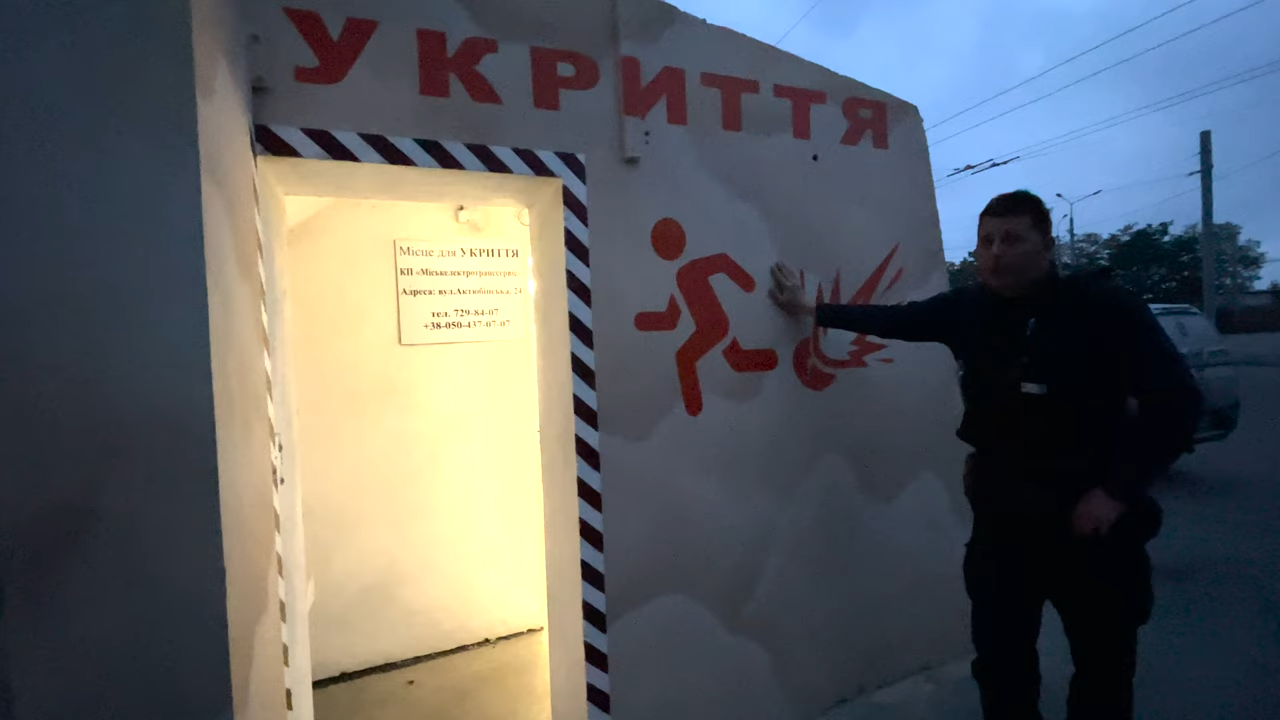 УКРИТТЯ
Місце для УКРИТТЯ
КП «Міськелектротранссервіс»
Адреса: вул.Актюбінська, 24
тел. 729-84-07
+38-050-437-07-07